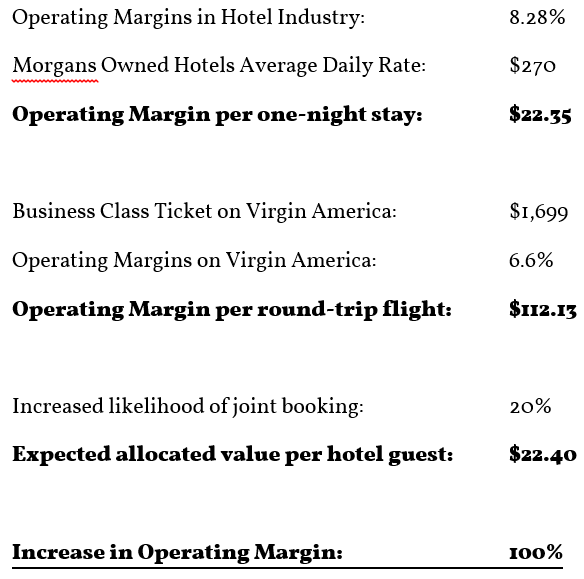 Operating Margins in Hotel Industry: 8.28%
Morgans Owned Hotels Average Daily Rate: $270
Operating Margin per one-night stay: $22.35
Business Class Ticket on Virgin America: $1,699
Operating Margins on Virgin America: 6.6%
Operating Margin per round-trip flight: $112.13
Increased likelihood of joint booking: 20%
Expected allocated value per hotel guest: $22.40
Increase in Operating Margin: 100%